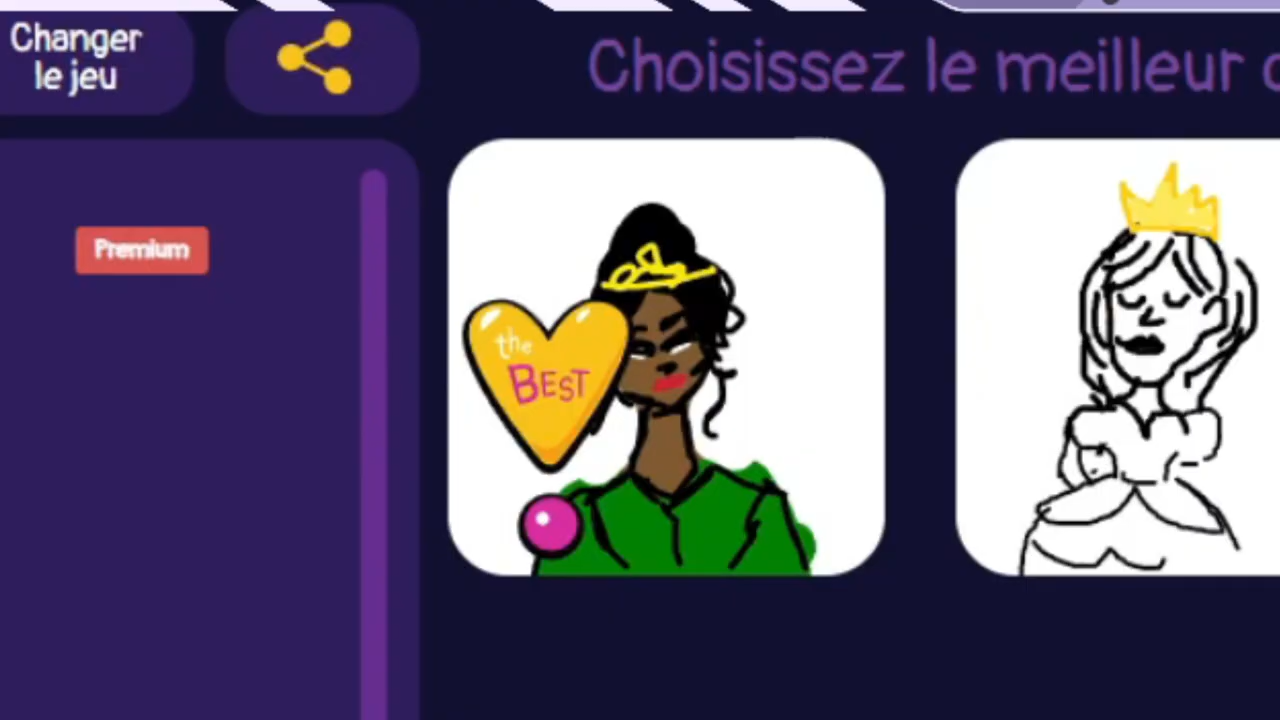 Changer
le jeu
Choisissez le meilleur
Premium
the
BEST